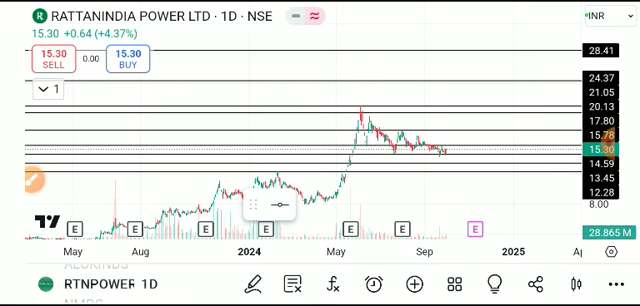 RATTANINDIA POWER LTD · 1D · NSE
INR
15.30 +0.64 (+4.37%)
15.30 SELL 0.00 15.30 BUY
1
28.41
24.37
21.05
20.13
17.80
15.78
15.30
14.59
13.45
12.28
8.00
28.865 M
E E E E E E E
May Aug 2024 May Sep 2025
RTNPOWER 1D